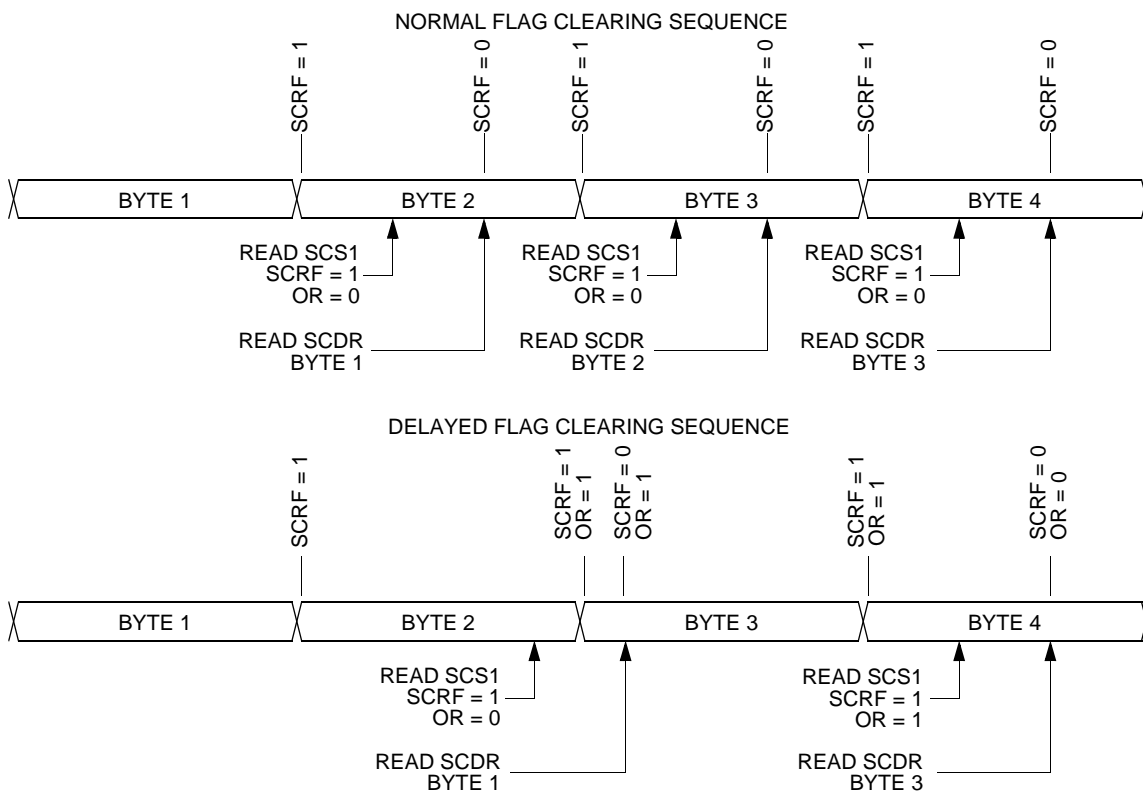 NORMAL FLAG CLEARING SEQUENCE
SCRF = 1
SCRF = 0
SCRF = 1
SCRF = 0
SCRF = 1
SCRF = 0
BYTE 1
BYTE 2
BYTE 3
BYTE 4
READ SCS1
SCRF = 1
OR = 0
READ SCS1
SCRF = 1
OR = 0
READ SCS1
SCRF = 1
OR = 0
READ SCDR
BYTE 1
READ SCDR
BYTE 2
READ SCDR
BYTE 3
DELAYED FLAG CLEARING SEQUENCE
SCRF = 1
SCRF = 1
OR = 1
SCRF = 0
OR = 1
SCRF = 1
OR = 1
SCRF = 0
OR = 0
BYTE 1
BYTE 2
BYTE 3
BYTE 4
READ SCS1
SCRF = 1
OR = 0
READ SCS1
SCRF = 1
OR = 1
READ SCDR
BYTE 1
READ SCDR
BYTE 3